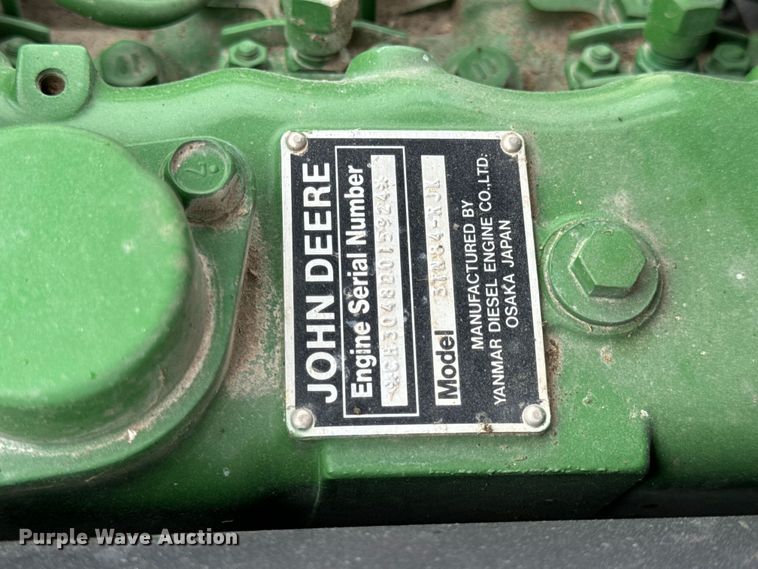 JOHN DEERE
Engine Serial Number
Model
MANUFACTURED BY
YANMAR DIESEL ENGINE CO.,LTD.
OSAKA JAPAN
Purple Wave Auction